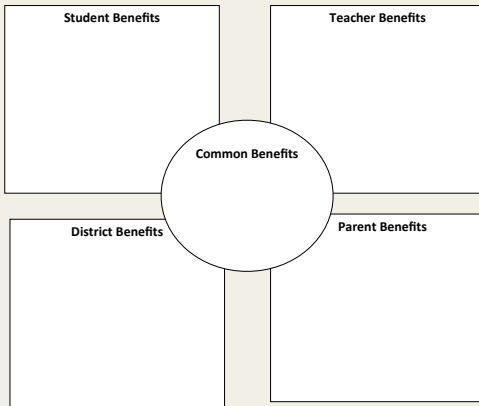 Student Benefits
Teacher Benefits
Common Benefits
District Benefits
Parent Benefits